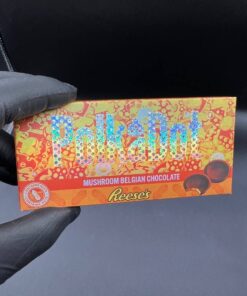 PolkaDot
MUSHROOM BELGIAN CHOCOLATE
Reese's